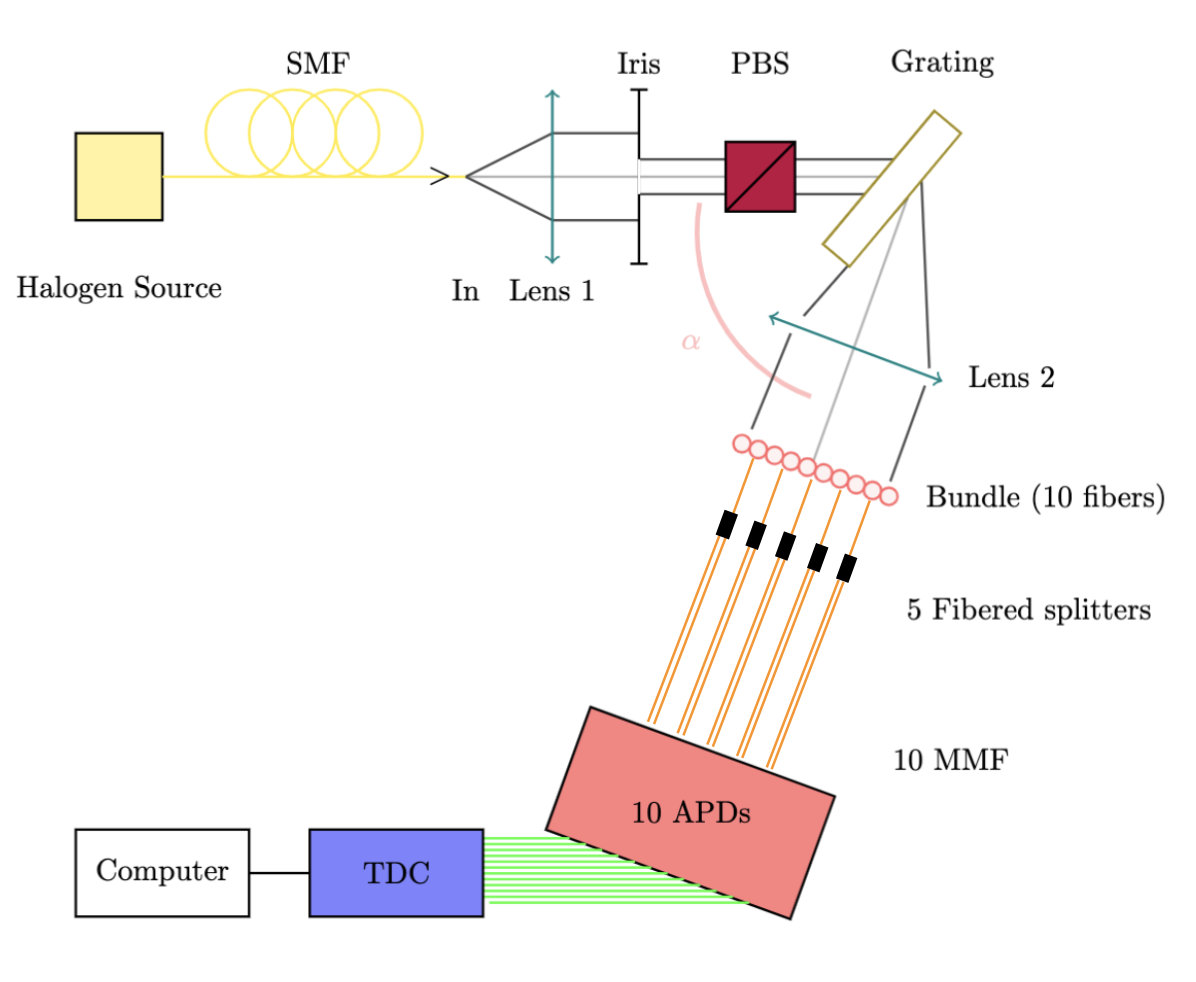 SMF
Iris
PBS
Grating
Halogen Source
In
Lens 1
α
Lens 2
Bundle (10 fibers)
5 Fibered splitters
10 MMF
10 APDs
Computer
TDC